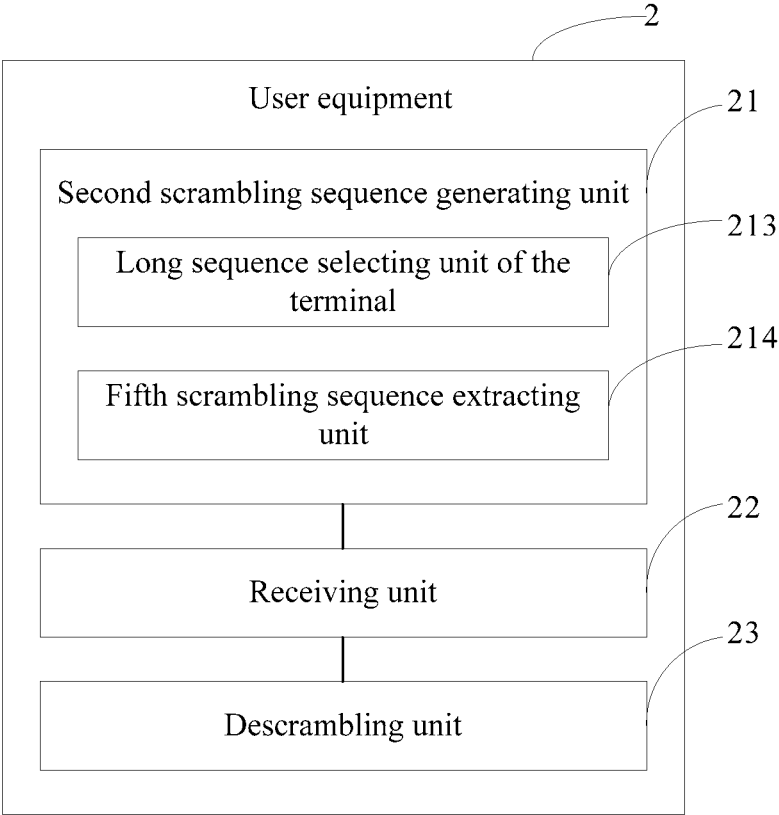 2
User equipment
21
Second scrambling sequence generating unit
213
Long sequence selecting unit of the
terminal
214
Fifth scrambling sequence extracting
unit
22
Receiving unit
23
Descrambling unit